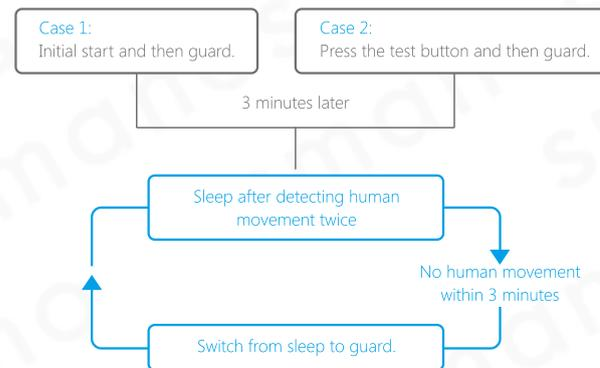 Case 1:
Initial start and then guard.
Case 2:
Press the test button and then guard.
3 minutes later
Sleep after detecting human
movement twice
No human movement
within 3 minutes
Switch from sleep to guard.